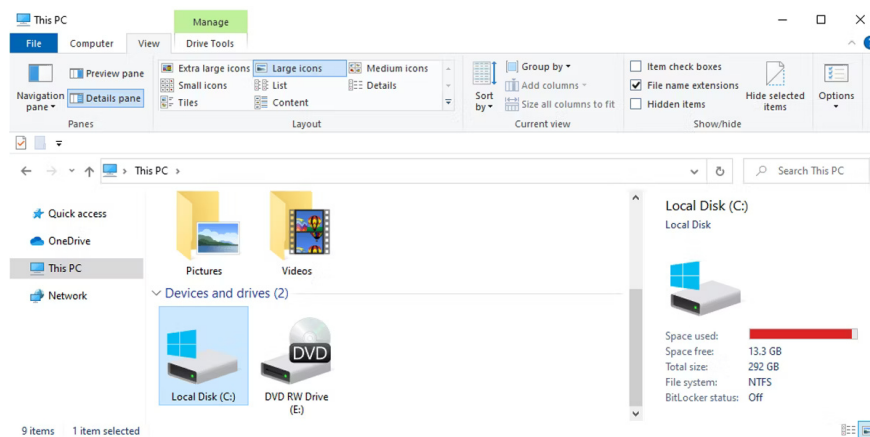 This PC
Manage
File
Computer
View
Drive Tools
Navigation pane
Preview pane
Details pane
Panes
Extra large icons
Large icons
Medium icons
Small icons
List
Details
Tiles
Content
Layout
Sort by
Group by
Add columns
Size all columns to fit
Current view
Item check boxes
File name extensions
Hidden items
Hide selected items
Show/hide
Options
This PC
Search This PC
Quick access
OneDrive
This PC
Network
Pictures
Videos
Devices and drives (2)
DVD
Local Disk (C:)
DVD RW Drive
(E:)
Local Disk (C:)
Local Disk
Space used:
Space free: 13.3 GB
Total size: 292 GB
File system: NTFS
BitLocker status: Off
9 items 1 item selected